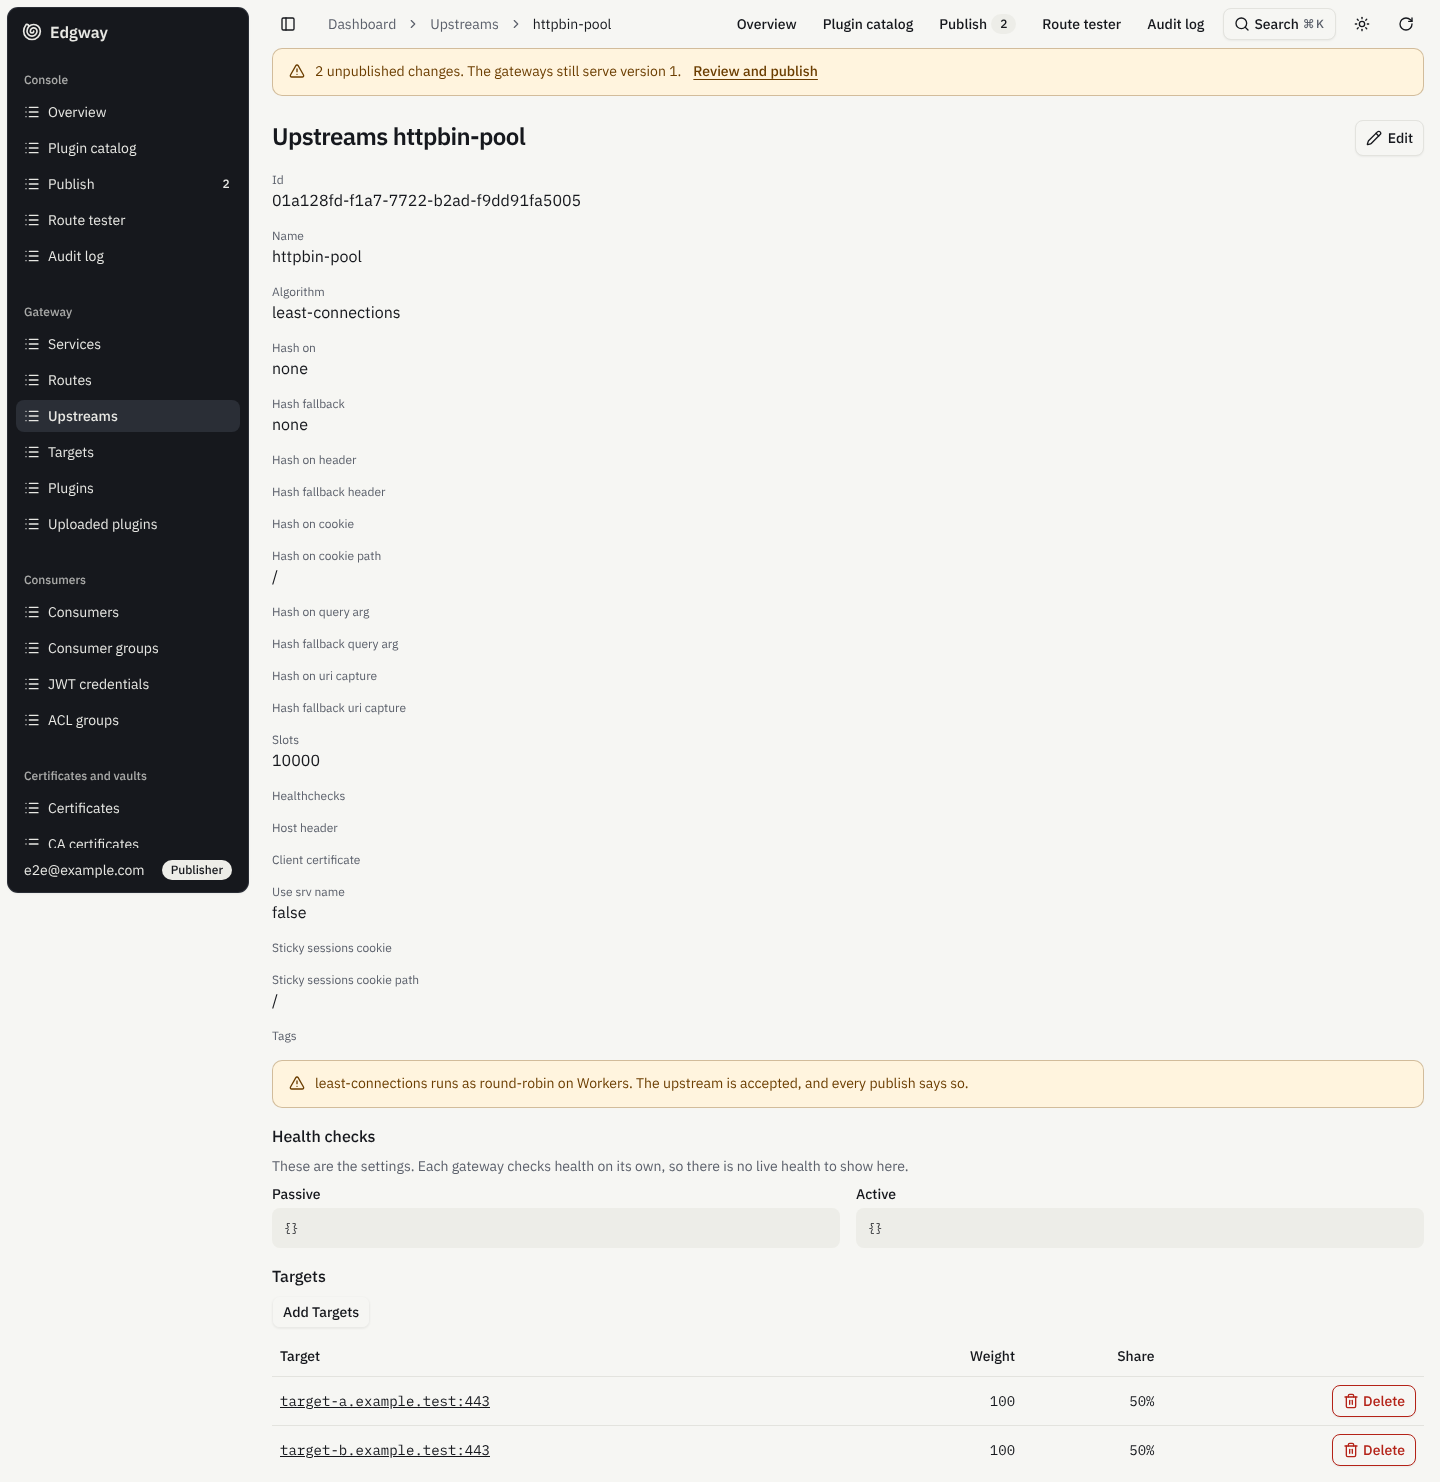 Edgway
Console
Overview
Plugin catalog
Publish 2
Route tester
Audit log
Gateway
Services
Routes
Upstreams
Targets
Plugins
Uploaded plugins
Consumers
Consumers
Consumer groups
JWT credentials
ACL groups
Certificates and vaults
Certificates
CA certificates
e2e@example.com Publisher
Dashboard > Upstreams > httpbin-pool Overview Plugin catalog Publish 2 Route tester Audit log Search ⌘K
2 unpublished changes. The gateways still serve version 1. Review and publish
Upstreams httpbin-pool Edit
Id
01a128fd-f1a7-7722-b2ad-f9dd91fa5005
Name
httpbin-pool
Algorithm
least-connections
Hash on
none
Hash fallback
none
Hash on header
Hash fallback header
Hash on cookie
Hash on cookie path
/
Hash on query arg
Hash fallback query arg
Hash on uri capture
Hash fallback uri capture
Slots
10000
Healthchecks
Host header
Client certificate
Use srv name
false
Sticky sessions cookie
Sticky sessions cookie path
/
Tags
least-connections runs as round-robin on Workers. The upstream is accepted, and every publish says so.
Health checks
These are the settings. Each gateway checks health on its own, so there is no live health to show here.
Passive Active
{} {}
Targets
Add Targets
Target Weight Share
target-a.example.test:443 100 50% Delete
target-b.example.test:443 100 50% Delete